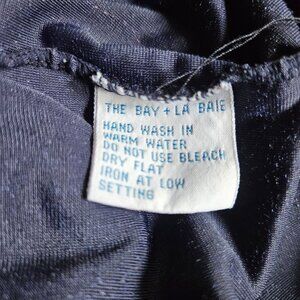 THE BAY + LA BAIE
HAND WASH IN
WARM WATER
DO NOT USE BLEACH
DRY FLAT
IRON AT LOW
SETTING